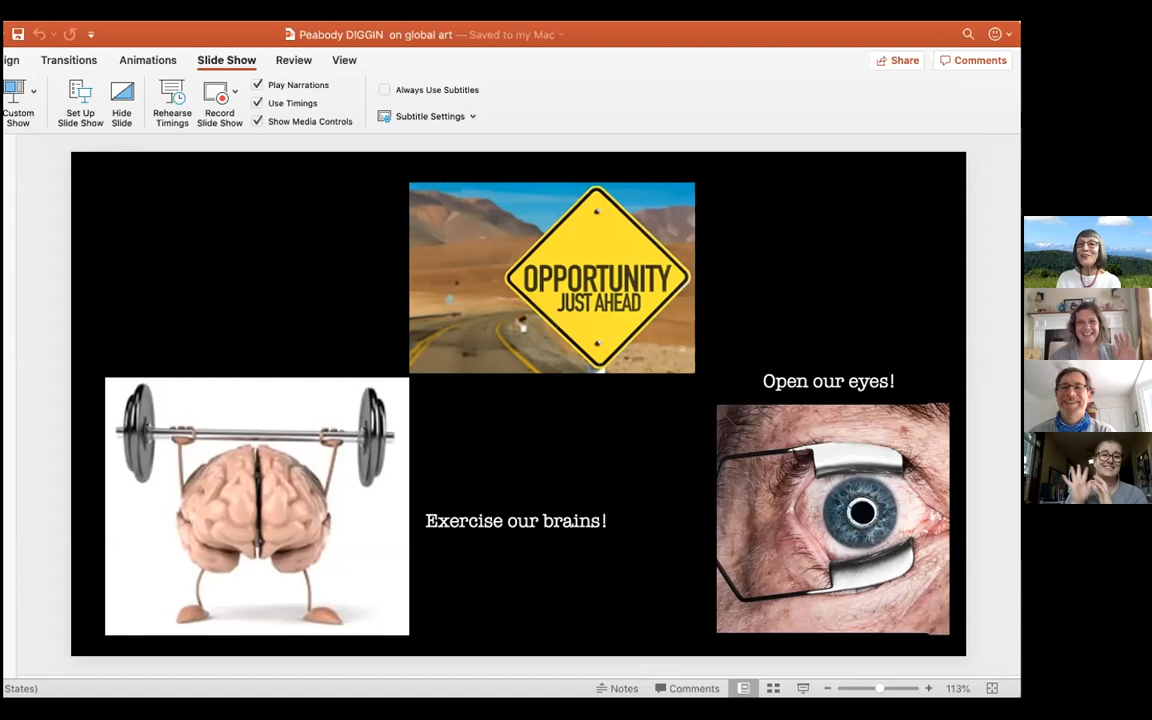 Peabody DIGGIN on global art — Saved to my Mac
ign Transitions Animations Slide Show Review View Share Comments
Custom Show
Set Up Slide Show
Hide Slide
Rehearse Timings
Record Slide Show
Play Narrations
Use Timings
Show Media Controls
Always Use Subtitles
Subtitle Settings
OPPORTUNITY
JUST AHEAD
Open our eyes!
Exercise our brains!
States) Notes Comments 113%